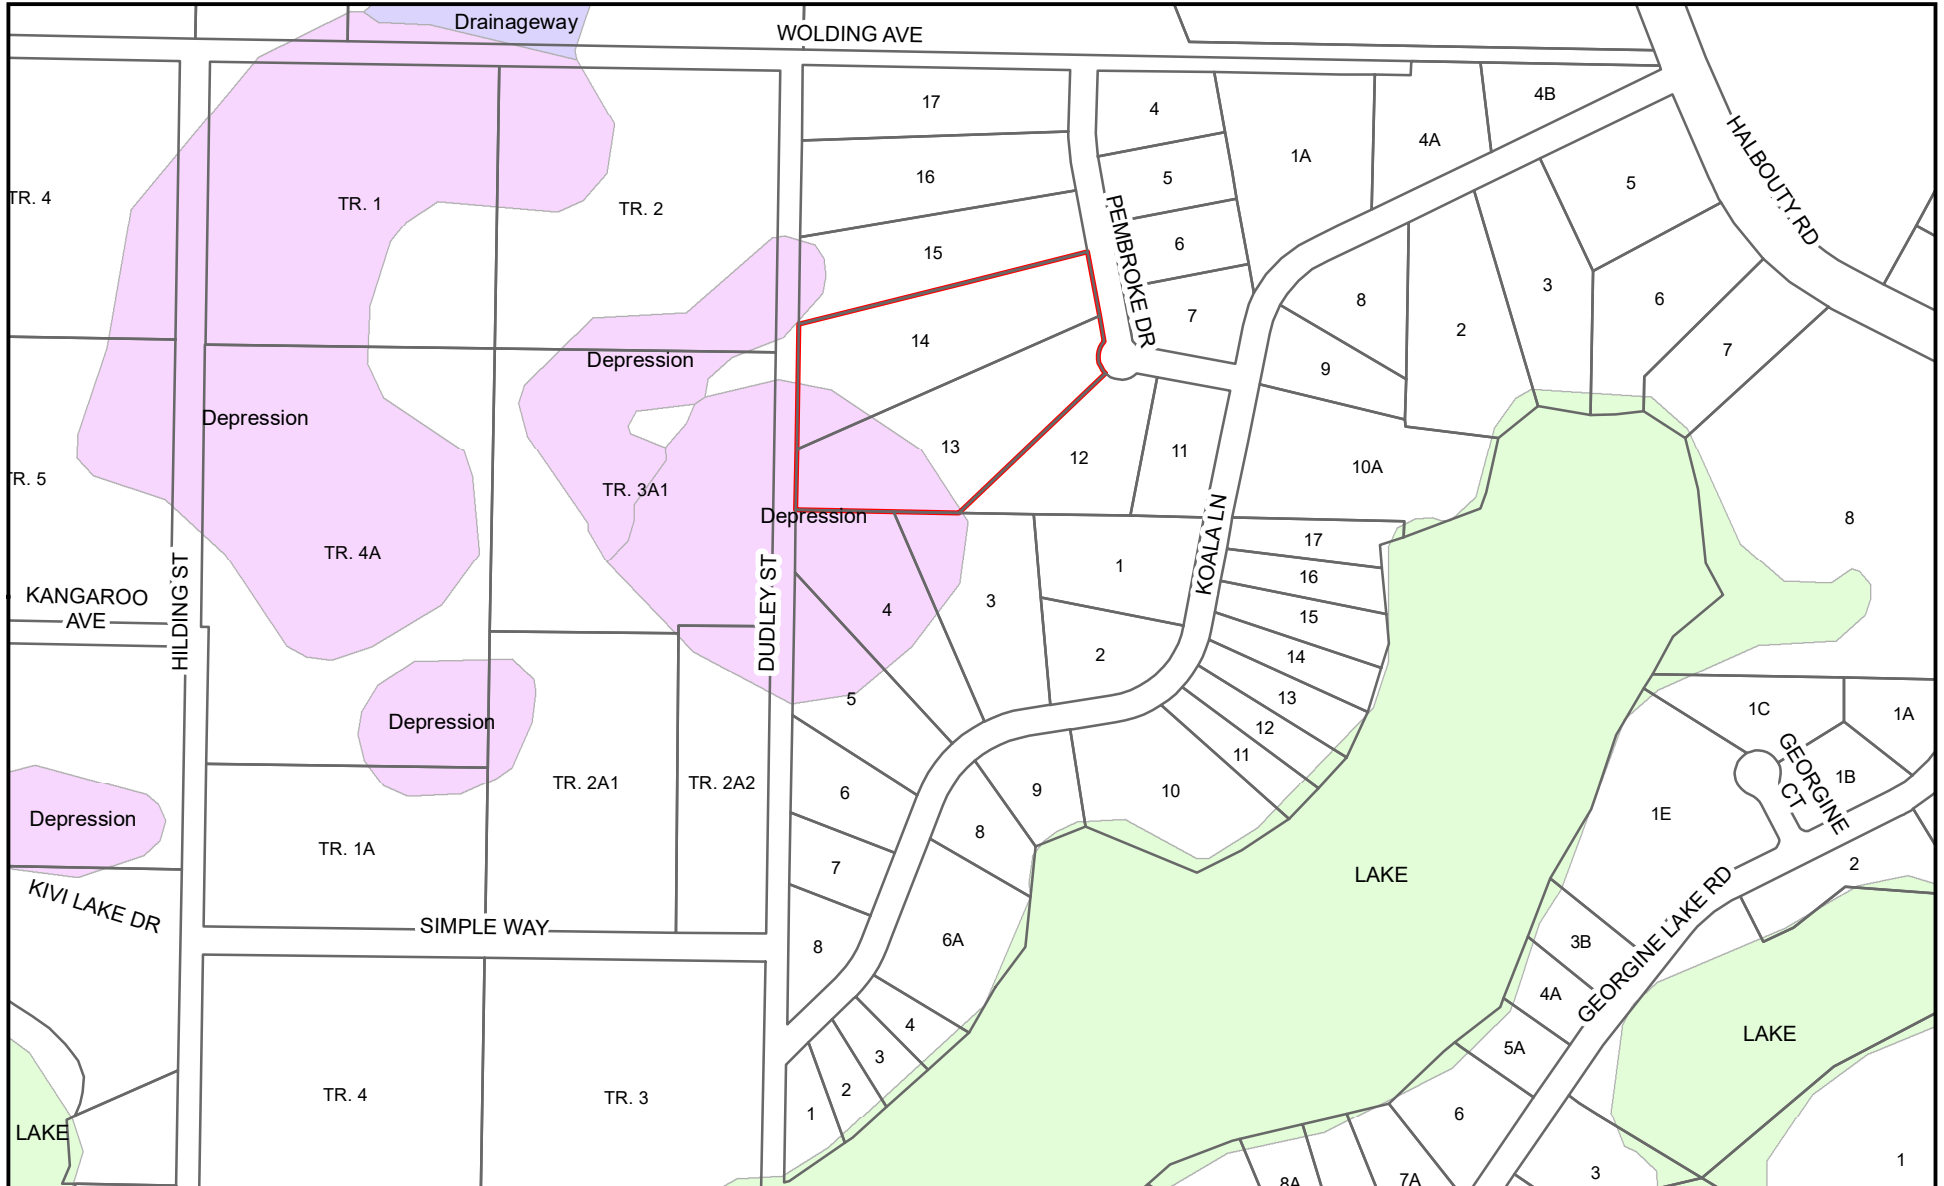 Drainageway
WOLDING AVE
17
4
4B
1A
4A
HALBOUTY RD
16
5
5
TR. 4
TR. 1
TR. 2
PEMBROKE DR
15
6
3
6
8
7
2
14
7
Depression
9
Depression
13
12
11
10A
TR. 5
TR. 3A1
Depression
8
KOALA LN
17
TR. 4A
1
16
KANGAROO
AVE
HILDING ST
DUDLEY ST
4
3
15
2
14
5
13
1C
1A
Depression
12
11
GEORGINE
CT
1B
TR. 2A1
TR. 2A2
6
9
10
Depression
8
1E
TR. 1A
7
LAKE
2
KIVI LAKE DR
SIMPLE WAY
8
6A
3B
GEORGINE LAKE RD
4A
4
LAKE
3
5A
TR. 4
TR. 3
2
1
6
LAKE
8A
7A
3
1